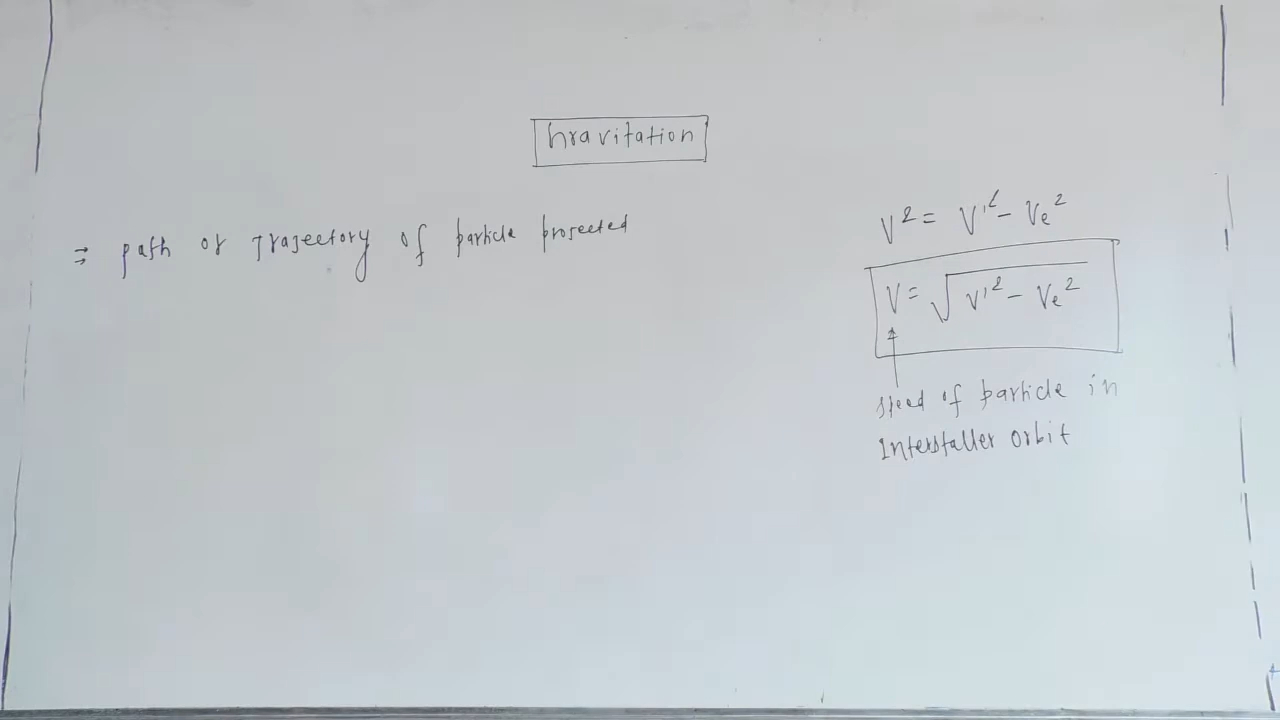 Gravitation
⇒ path or Trajectory of particle projected
V² = V'² - Ve²
V = √V'² - Ve²
speed of particle in
Interstaller orbit